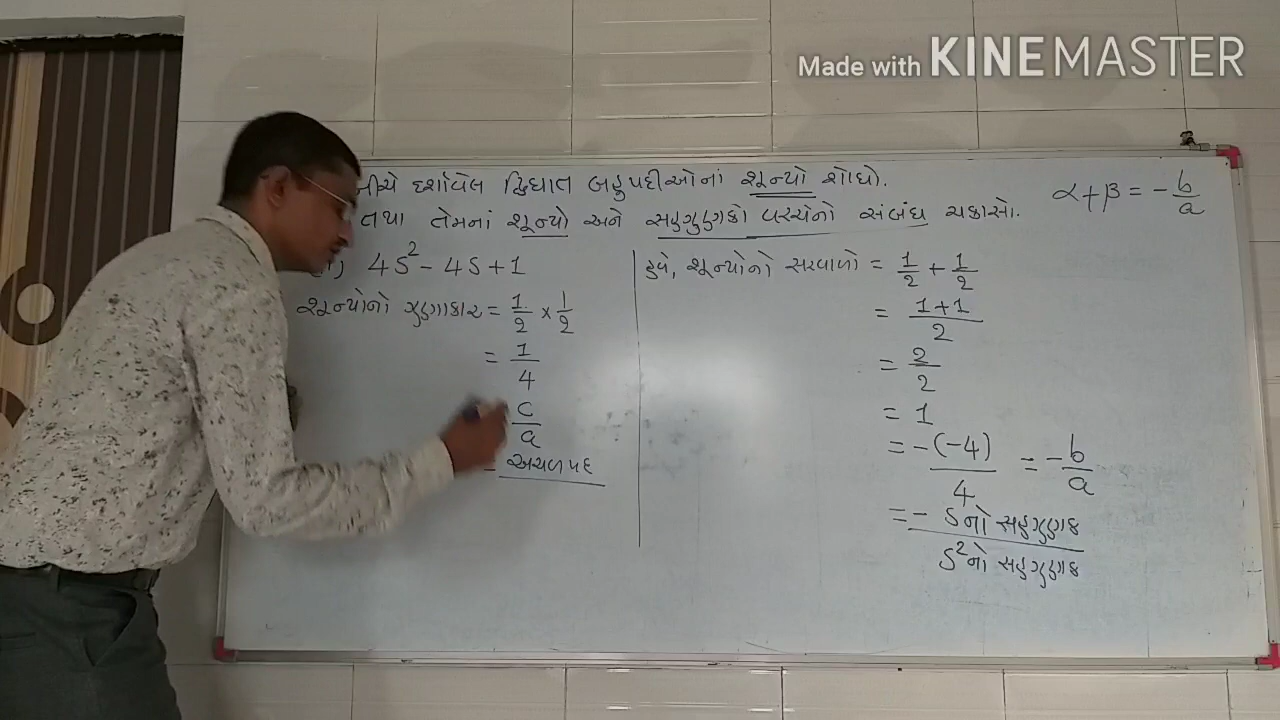 Made with KINEMASTER
દર્શાવેલ દ્વિઘાત બહુપદીઓનાં શૂન્યો શોધો.
તથા તેમનાં શૂન્યો અને સહગુણકો વચ્ચેનો સંબંધ ચકાસો.
α+β = -b/a
4s² - 4s + 1
શૂન્યોનો ગુણાકાર = 1/2 × 1/2
= 1/4
c/a
= અચળપદ
હવે, શૂન્યોનો સરવાળો = 1/2 + 1/2
= 1+1/2
= 2/2
= 1
= -(-4)/4 = -b/a
= - sનો સહગુણક
s²નો સહગુણક